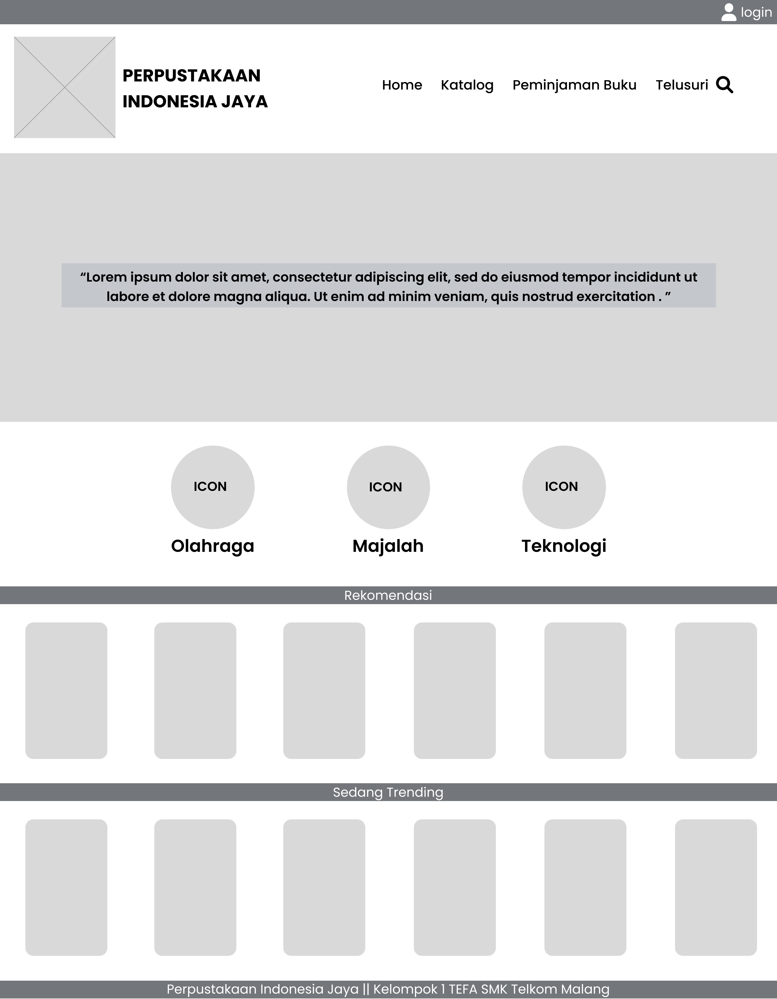 login
PERPUSTAKAAN
INDONESIA JAYA
Home Katalog Peminjaman Buku Telusuri
“Lorem ipsum dolor sit amet, consectetur adipiscing elit, sed do eiusmod tempor incididunt ut
labore et dolore magna aliqua. Ut enim ad minim veniam, quis nostrud exercitation . ”
ICON ICON ICON
Olahraga Majalah Teknologi
Rekomendasi
Sedang Trending
Perpustakaan Indonesia Jaya || Kelompok 1 TEFA SMK Telkom Malang